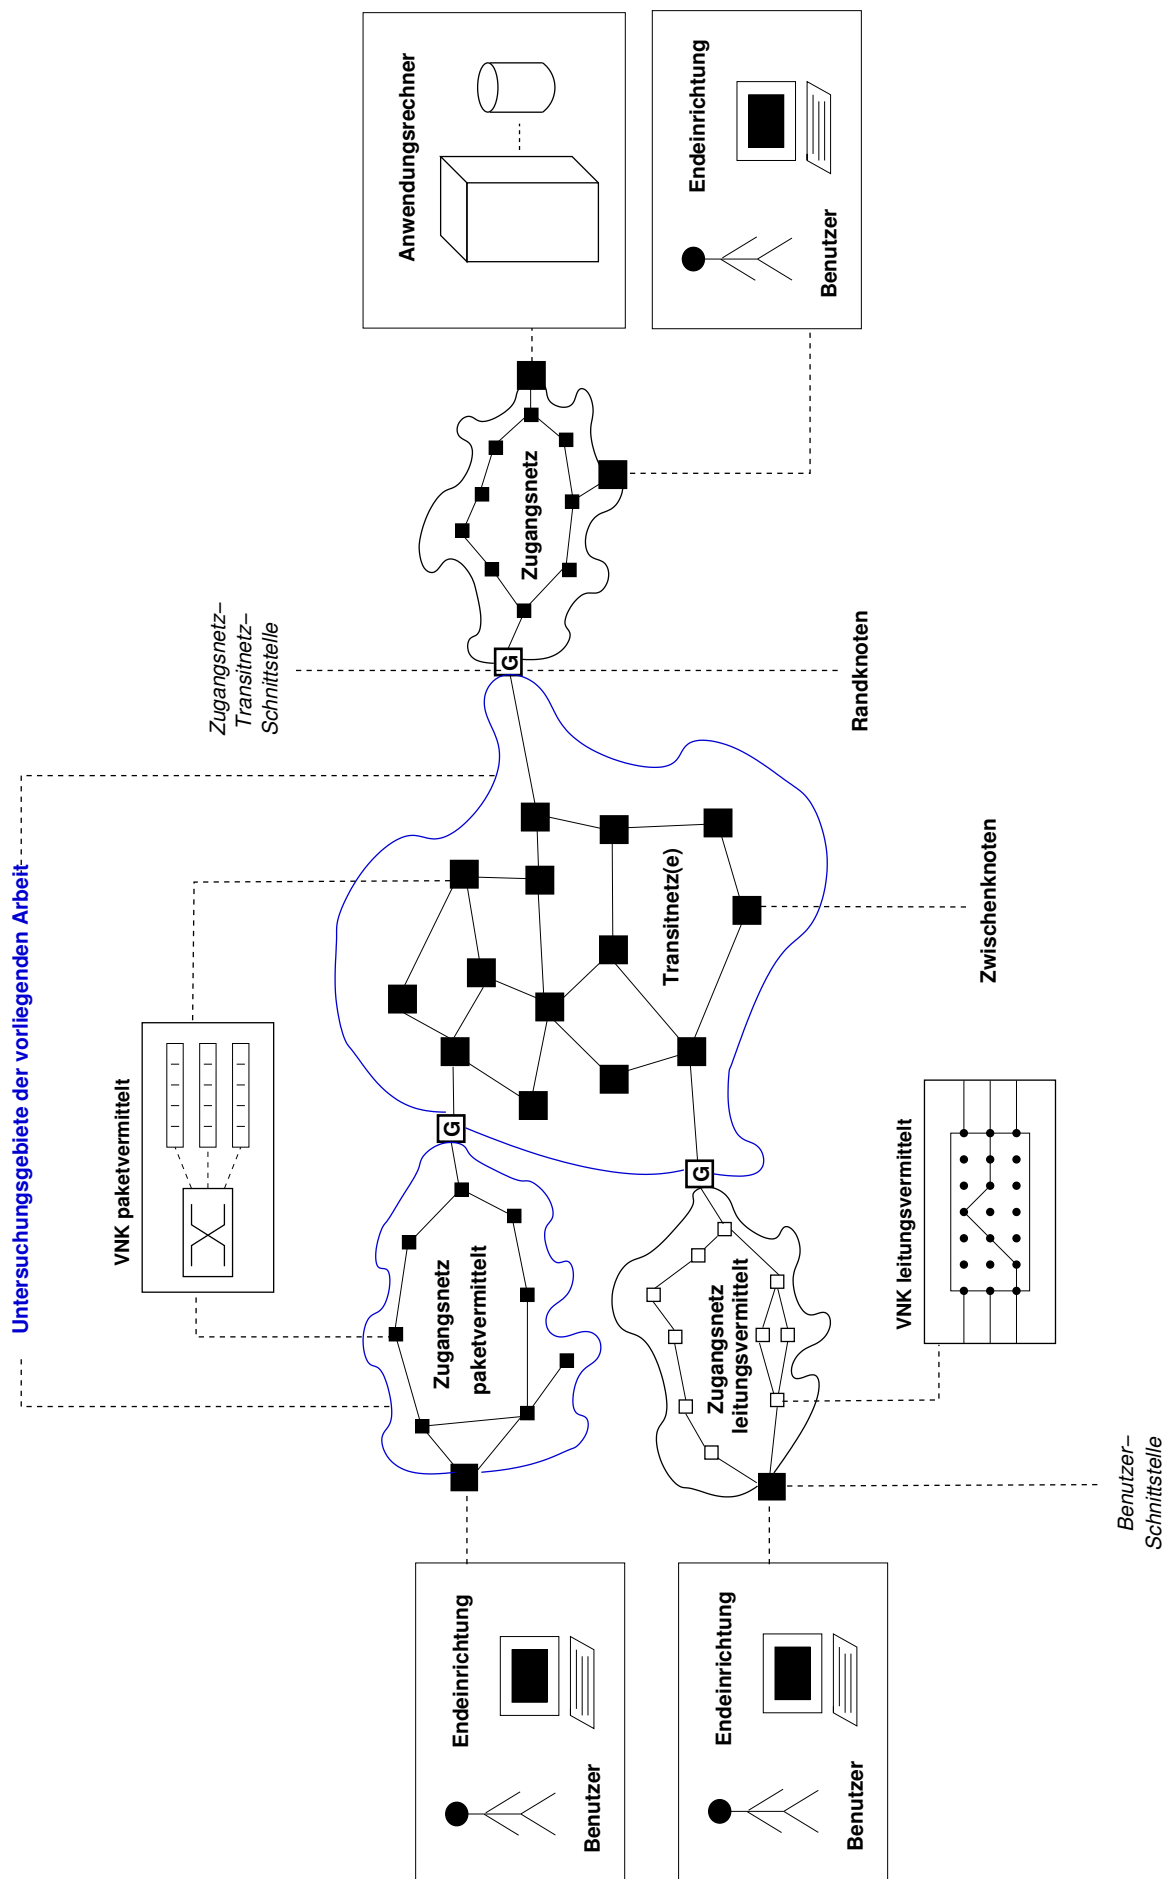 Untersuchungsgebiete der vorliegenden Arbeit
VNK paketvermittelt
Zugangsnetz–
Transitnetz–
Schnittstelle
Anwendungsrechner
Endeinrichtung
Benutzer
Endeinrichtung
Benutzer
Zugangsnetz
paketvermittelt
G
G
Zugangsnetz
Transitnetz(e)
Endeinrichtung
Benutzer
Zugangsnetz
leitungsvermittelt
G
Randknoten
VNK leitungsvermittelt
Zwischenknoten
Benutzer–
Schnittstelle